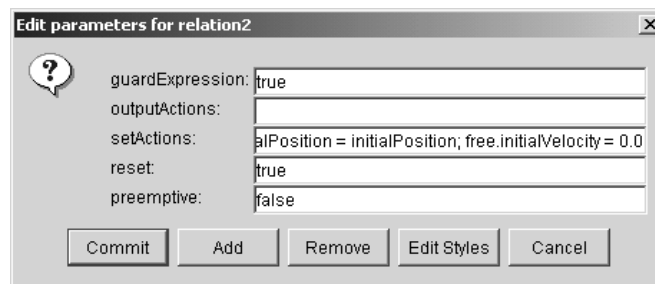 Edit parameters for relation2
?
guardExpression: true
outputActions:
setActions: alPosition = initialPosition; free.initialVelocity = 0.0
reset: true
preemptive: false
Commit Add Remove Edit Styles Cancel